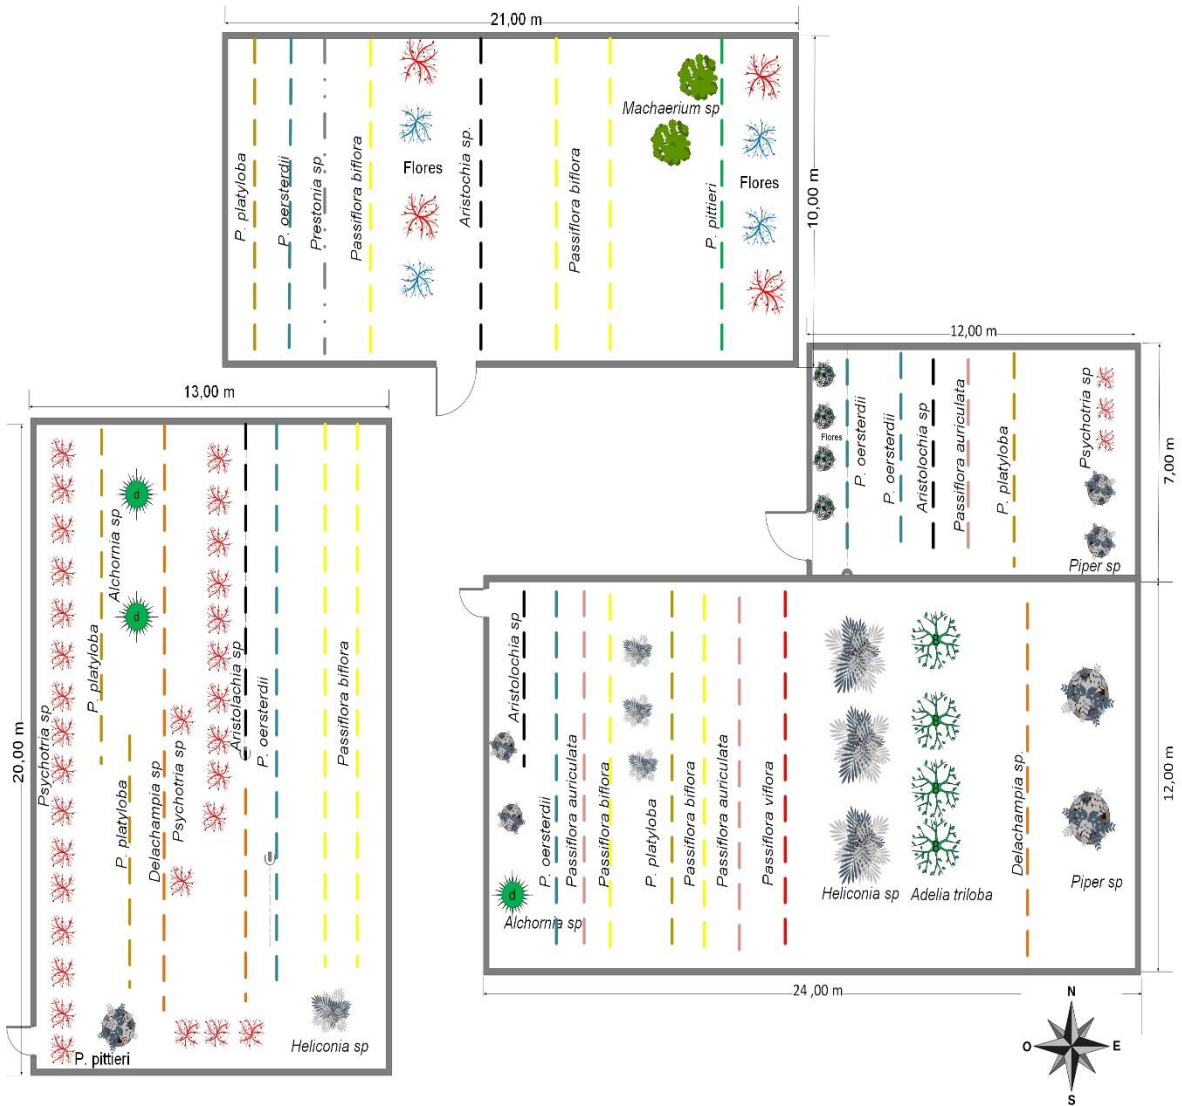 21,00 m
P. platyloba
P. oersterdii
Prestonia sp
Passiflora biflora
Flores
Aristochia sp.
Passiflora biflora
Machaerium sp
P. pittieri
Flores
10,00 m
12,00 m
Flores
P. oersterdii
P. oersterdii
Aristolochia sp
Passiflora auriculata
P. platyloba
Psychotria sp
Piper sp
7,00 m
13,00 m
20,00 m
Psychotria sp
P. platyloba
Alchornia sp
P. platyloba
Delachampia sp
Psychotria sp
Aristolachia sp
P. oersterdii
Passiflora biflora
d
d
P. pittieri
Heliconia sp
Aristolochia sp
P. oersterdii
Passiflora auriculata
Passiflora biflora
P. platyloba
Passiflora biflora
Passiflora auriculata
Passiflora viflora
d
Alchornia sp
Heliconia sp
Adelia triloba
Delachampia sp.
Piper sp
12,00 m
24 ,00 m
N
O
E
S